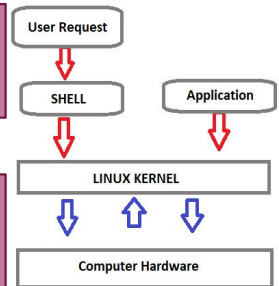 User Request
SHELL
Application
LINUX KERNEL
Computer Hardware